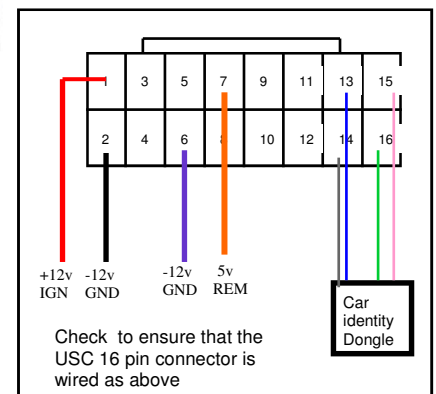 1 3 5 7 9 11 13 15
2 4 6 8 10 12 14 16
+12v -12v -12v 5v
IGN GND GND REM
Car
identity
Dongle
Check to ensure that the
USC 16 pin connector is
wired as above